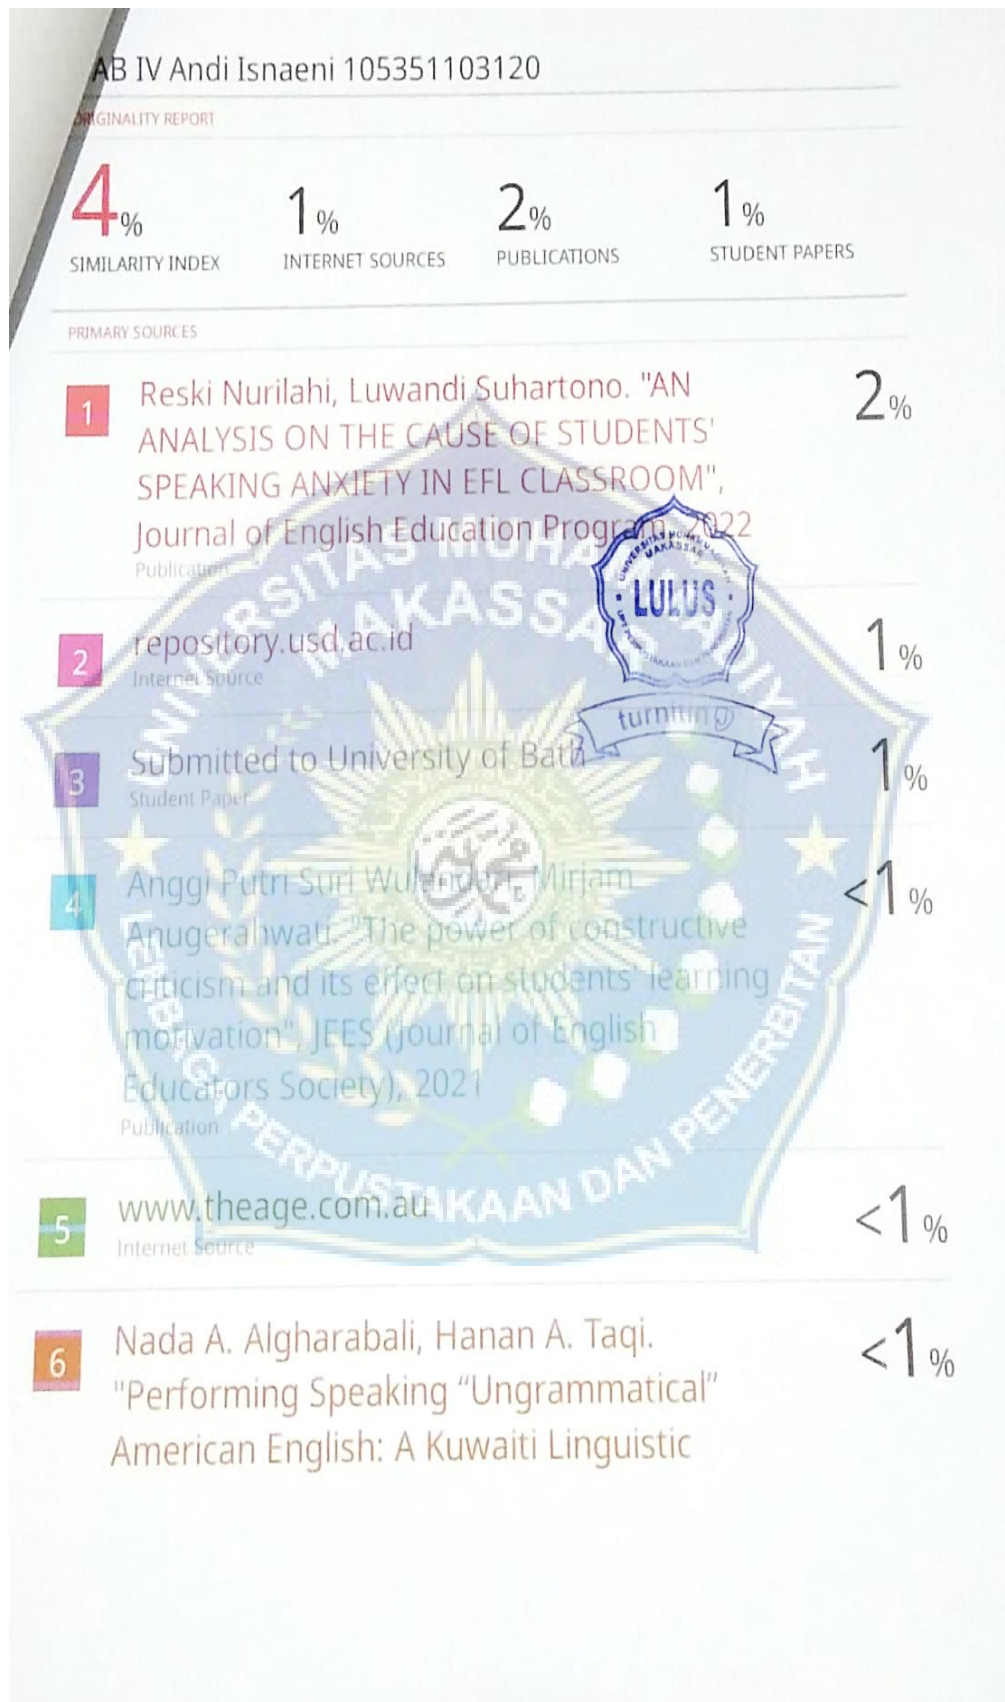 AB IV Andi Isnaeni 105351103120
ORIGINALITY REPORT
4%
SIMILARITY INDEX
1%
INTERNET SOURCES
2%
PUBLICATIONS
1%
STUDENT PAPERS
PRIMARY SOURCES
1
Reski Nurilahi, Luwandi Suhartono. "AN
ANALYSIS ON THE CAUSE OF STUDENTS'
SPEAKING ANXIETY IN EFL CLASSROOM",
Journal of English Education Program, 2022
Publication
2%
UNIVERSITAS MUHAMMADIYAH
MAKASSAR
UNIVERSITAS MUHAMMADIYAH
MAKASSAR
LULUS
turnitin
2
repository.usd.ac.id
Internet Source
1%
3
Submitted to University of Bath
Student Paper
1%
4
Anggi Putri Suri Mirjam
Anugerahwati. "The power of constructive
criticism and its effect on students' learning
motivation", JEES (Journal of English
Educators Society), 2021
Publication
<1%
LEMBAGA PERPUSTAKAAN DAN PENERBITAN
5
www.theage.com.au
Internet Source
<1%
6
Nada A. Algharabali, Hanan A. Taqi.
"Performing Speaking “Ungrammatical”
American English: A Kuwaiti Linguistic
<1%